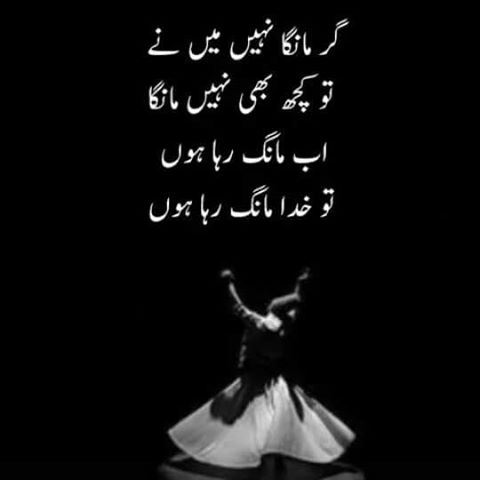 گر مانگا نہیں میں نے
تو کچھ بھی نہیں مانگا
اب مانگ رہا ہوں
تو خدا مانگ رہا ہوں